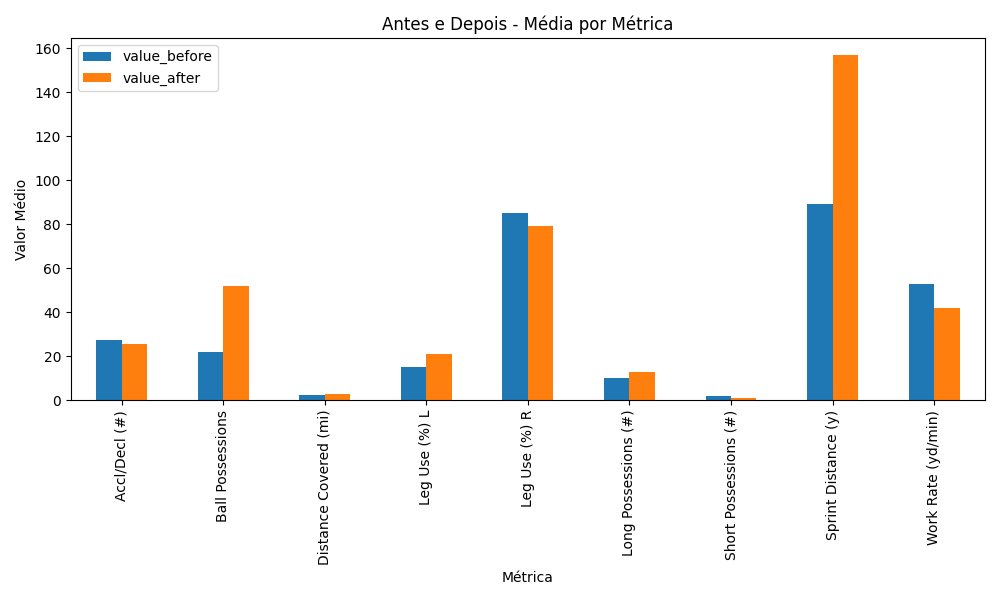 Antes e Depois - Média por Métrica
value_before
value_after
Valor Médio
160
140
120
100
80
60
40
20
0
Accl/Decl (#)
Ball Possessions
Distance Covered (mi)
Leg Use (%) L
Leg Use (%) R
Long Possessions (#)
Short Possessions (#)
Sprint Distance (y)
Work Rate (yd/min)
Métrica